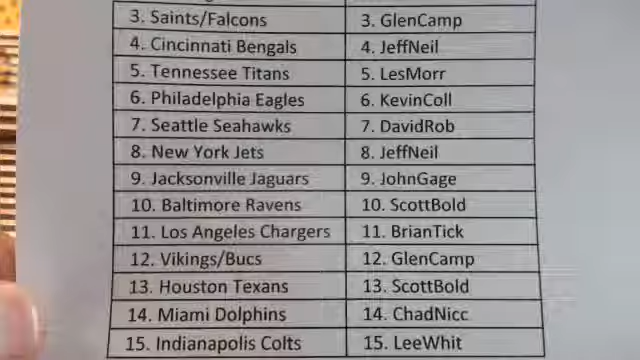 3. Saints/Falcons 3. GlenCamp
4. Cincinnati Bengals 4. JeffNeil
5. Tennessee Titans 5. LesMorr
6. Philadelphia Eagles 6. KevinColl
7. Seattle Seahawks 7. DavidRob
8. New York Jets 8. JeffNeil
9. Jacksonville Jaguars 9. JohnGage
10. Baltimore Ravens 10. ScottBold
11. Los Angeles Chargers 11. BrianTick
12. Vikings/Bucs 12. GlenCamp
13. Houston Texans 13. ScottBold
14. Miami Dolphins 14. ChadNicc
15. Indianapolis Colts 15. LeeWhit